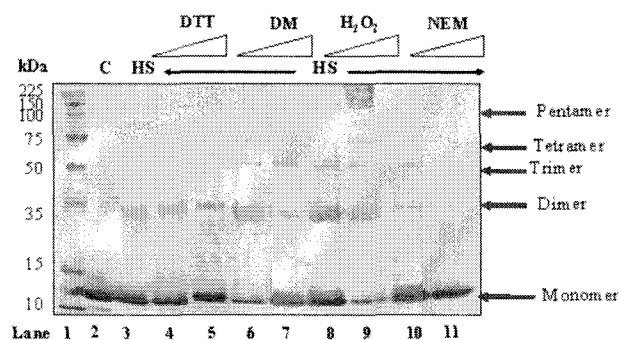 DTT DM H₂O₂ NEM
kDa C HS HS
225
150
100
75
50
35
15
10
Pentamer
Tetramer
Trimer
Dimer
Monomer
Lane 1 2 3 4 5 6 7 8 9 10 11